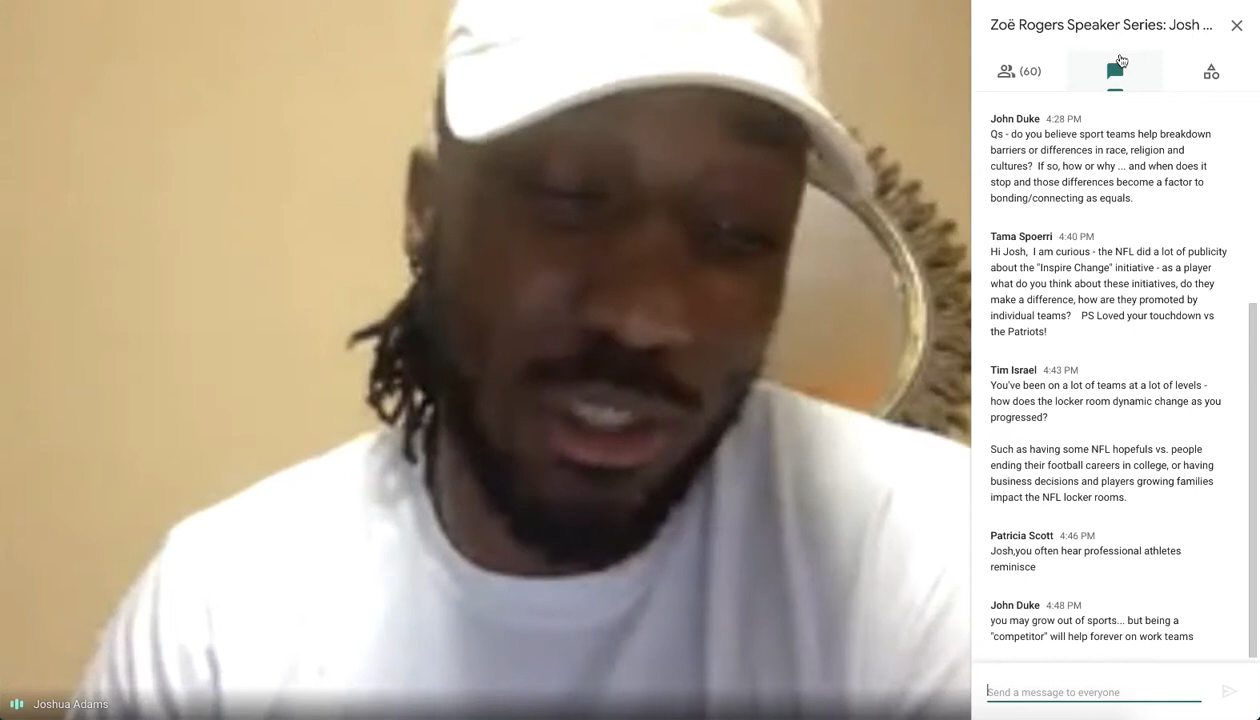 Zoë Rogers Speaker Series: Josh ...
(60)
John Duke 4:28 PM
Qs - do you believe sport teams help breakdown
barriers or differences in race, religion and
cultures? If so, how or why ... and when does it
stop and those differences become a factor to
bonding/connecting as equals.
Tama Spoerri 4:40 PM
Hi Josh, I am curious - the NFL did a lot of publicity
about the "Inspire Change" initiative - as a player
what do you think about these initiatives, do they
make a difference, how are they promoted by
individual teams? PS Loved your touchdown vs
the Patriots!
Tim Israel 4:43 PM
You've been on a lot of teams at a lot of levels -
how does the locker room dynamic change as you
progressed?
Such as having some NFL hopefuls vs. people
ending their football careers in college, or having
business decisions and players growing families
impact the NFL locker rooms.
Patricia Scott 4:46 PM
Josh,you often hear professional athletes
reminisce
John Duke 4:48 PM
you may grow out of sports... but being a
"competitor" will help forever on work teams
Send a message to everyone
Joshua Adams